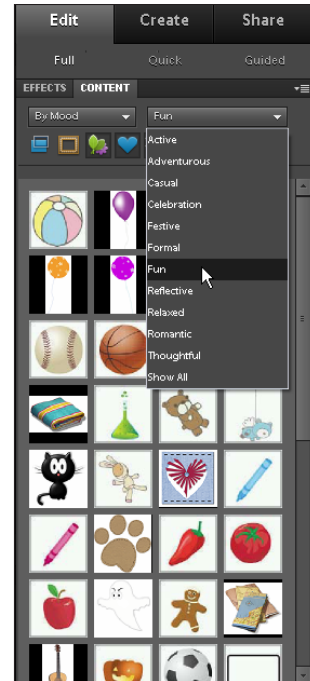 Edit Create Share
Full Quick Guided
EFFECTS CONTENT
By Mood Fun
Active
Adventurous
Casual
Celebration
Festive
Formal
Fun
Reflective
Relaxed
Romantic
Thoughtful
Show All